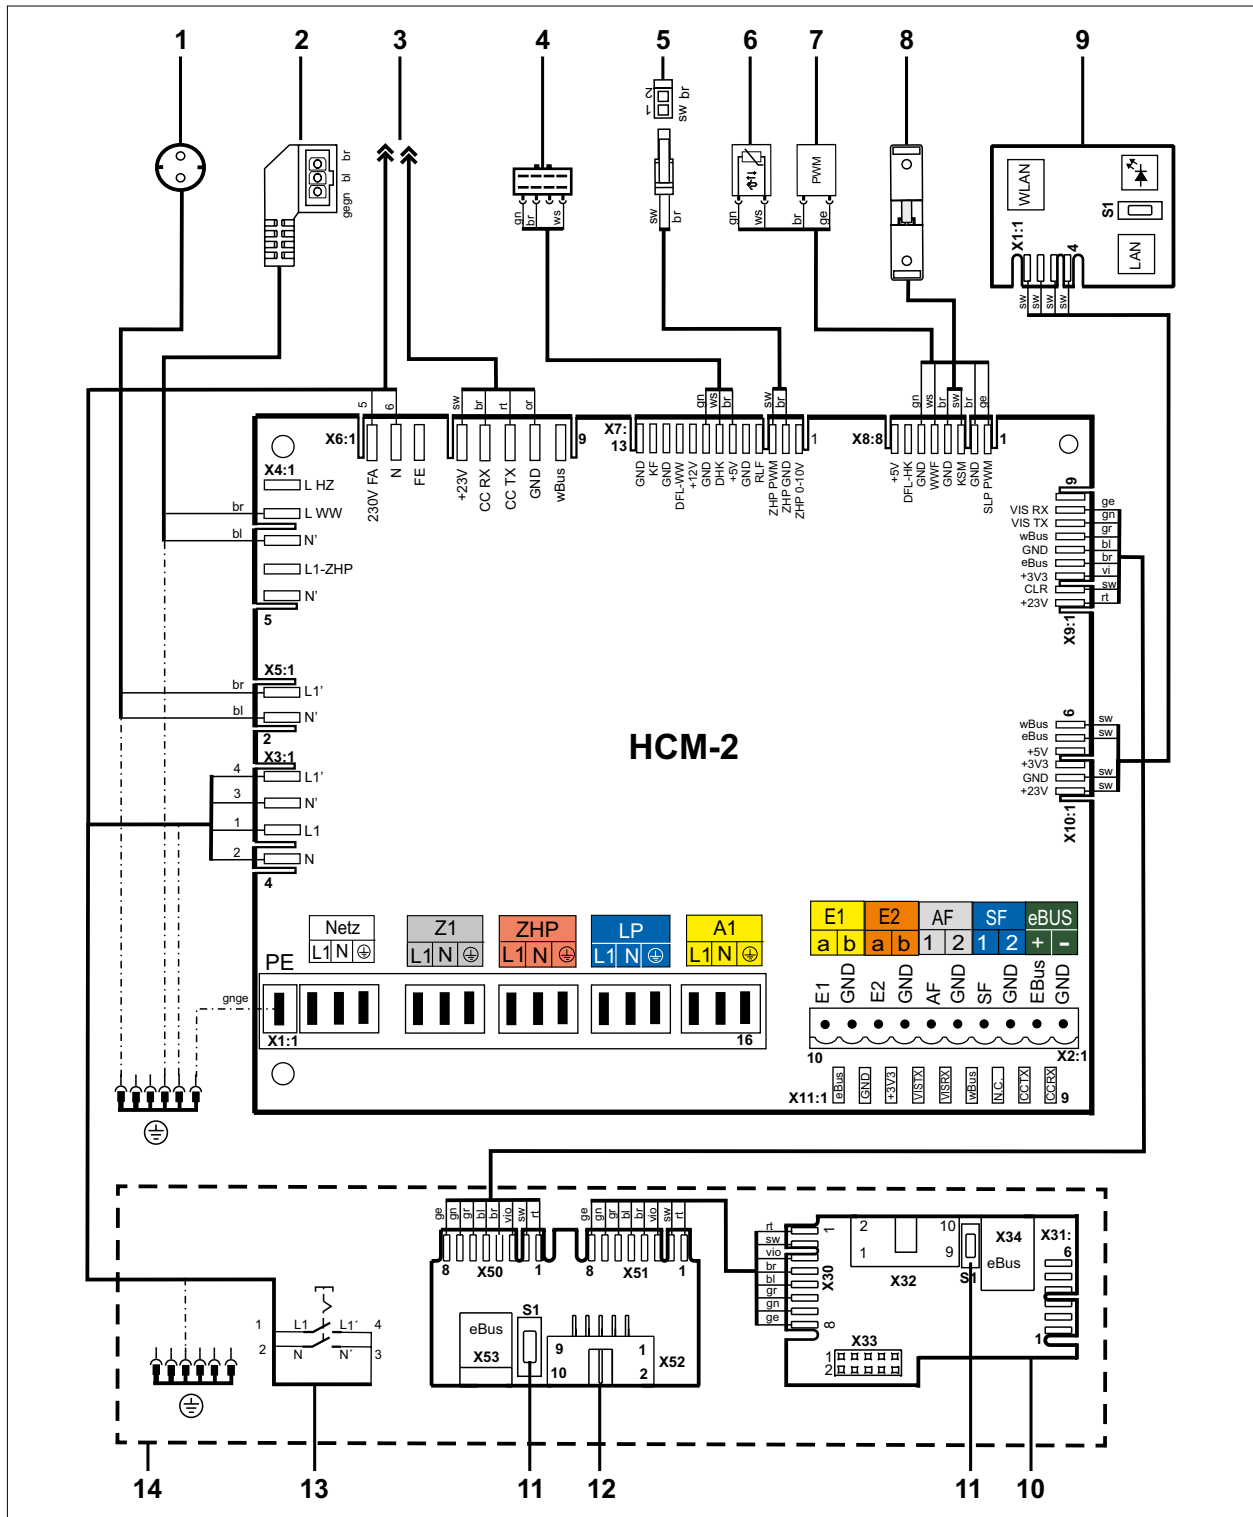 1 2 3 4 5 6 7 8 9
br
bl
gegn
2 1
sw br
sw br
gn br ws
gn ws br ge
PWM
WLAN
S1
LAN
X1:1 4
sw sw sw sw
5 6
sw br rt or
gn ws br
sw br
gn ws br sw br ge
X6:1 9
X7:
13 1
X8:8 1
230V FA
N
FE
+23V
CC RX
CC TX
GND
wBus
GND
KF
GND
DFL-WW
+12V
GND
DHK
+5V
GND
RLF
ZHP PWM
ZHP GND
ZHP 0-10V
+5V
DFL-HK
GND
WWF
GND
KSM
GND
SLP PWM
X4:1
L HZ
br L WW
bl N'
L1-ZHP
N'
5
9
VIS RX ge
VIS TX gn
wBus gr
GND bl
eBus br
+3V3 vi
CLR sw
+23V rt
X9:1
X5:1
br L1'
bl N'
2
X3:1
4 L1'
3 N'
1 L1
2 N
4
HCM-2
6
wBus sw
eBus sw
+5V
+3V3
GND sw
+23V sw
X10:1
Netz
L1 N
Z1
L1 N
ZHP
L1 N
LP
L1 N
A1
L1 N
E1 E2 AF SF eBUS
a b a b 1 2 1 2 + -
PE
gnge
X1:1 16
E1
GND
E2
GND
AF
GND
SF
GND
EBus
GND
10 X2:1
X11:1
eBus
GND
+3V3
VISTX
VISRX
wBus
N.C.
CCTX
CCRX
9
ge gn gr bl br vio sw rt
ge gn gr bl br vio sw rt
8 X50 1
8 X51 1
eBus
X53
S1
9 1
10 2
X52
rt
sw
vio
br
bl
gr
gn
ge
1
X30
8
2 10
1 9
X32
S1
X34
eBus
X31:
6
1
X33
1
2
1 L1 L1´ 4
2 N N´ 3
14 13 11 12 11 10